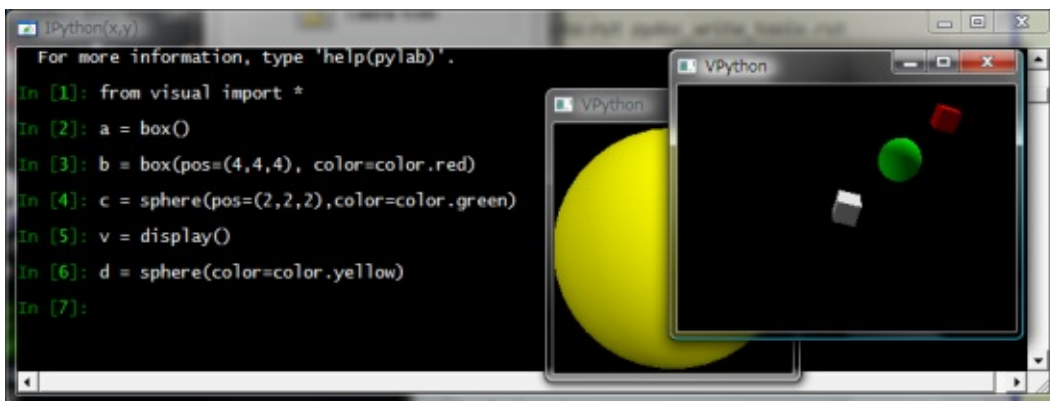 IPython(x,y)
For more information, type 'help(pylab)'.
In [1]: from visual import *
In [2]: a = box()
In [3]: b = box(pos=(4,4,4), color=color.red)
In [4]: c = sphere(pos=(2,2,2),color=color.green)
In [5]: v = display()
In [6]: d = sphere(color=color.yellow)
In [7]:
VPython
VPython